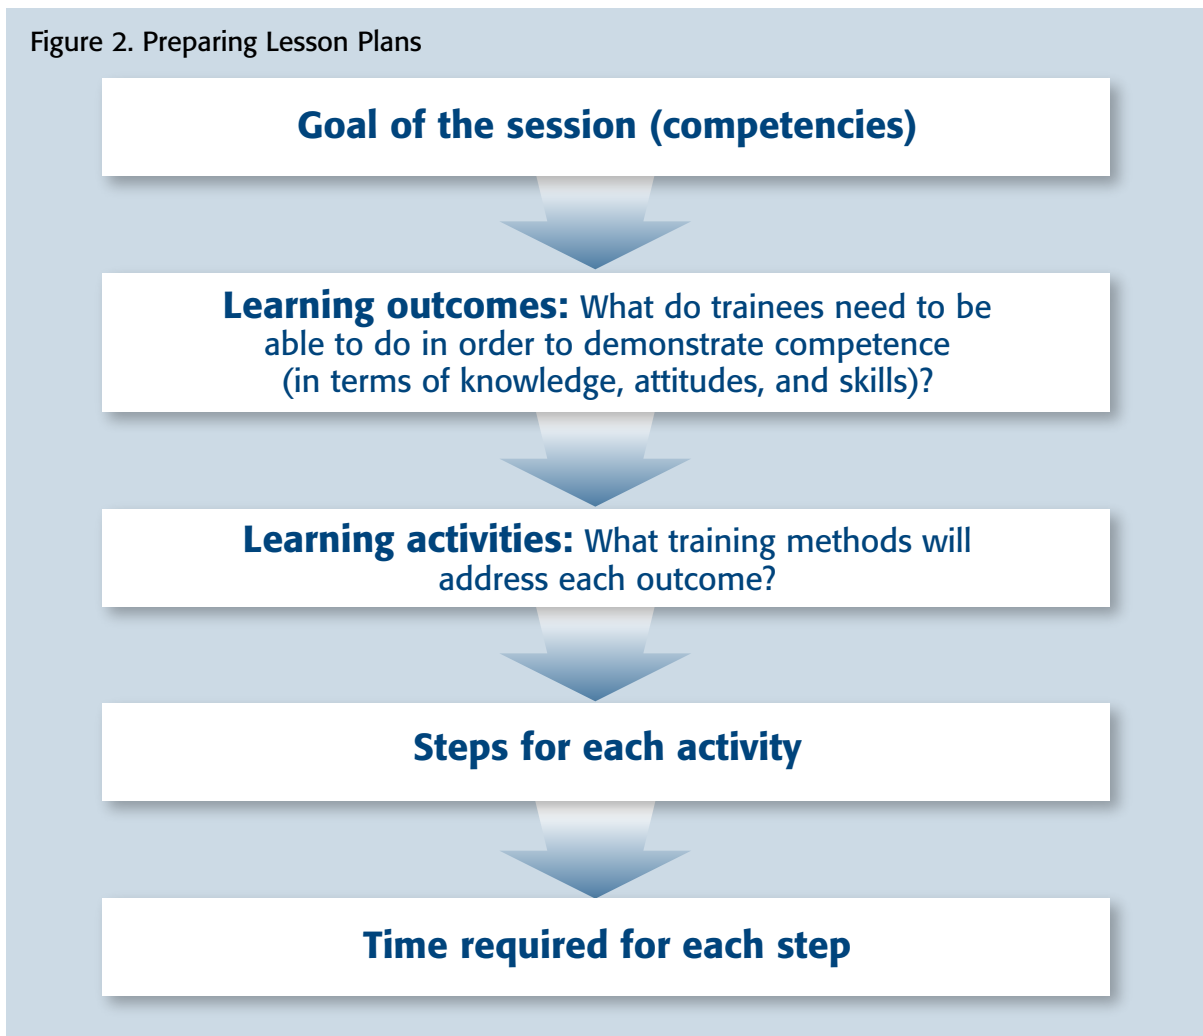 Figure 2. Preparing Lesson Plans
Goal of the session (competencies)
Learning outcomes: What do trainees need to be
able to do in order to demonstrate competence
(in terms of knowledge, attitudes, and skills)?
Learning activities: What training methods will
address each outcome?
Steps for each activity
Time required for each step